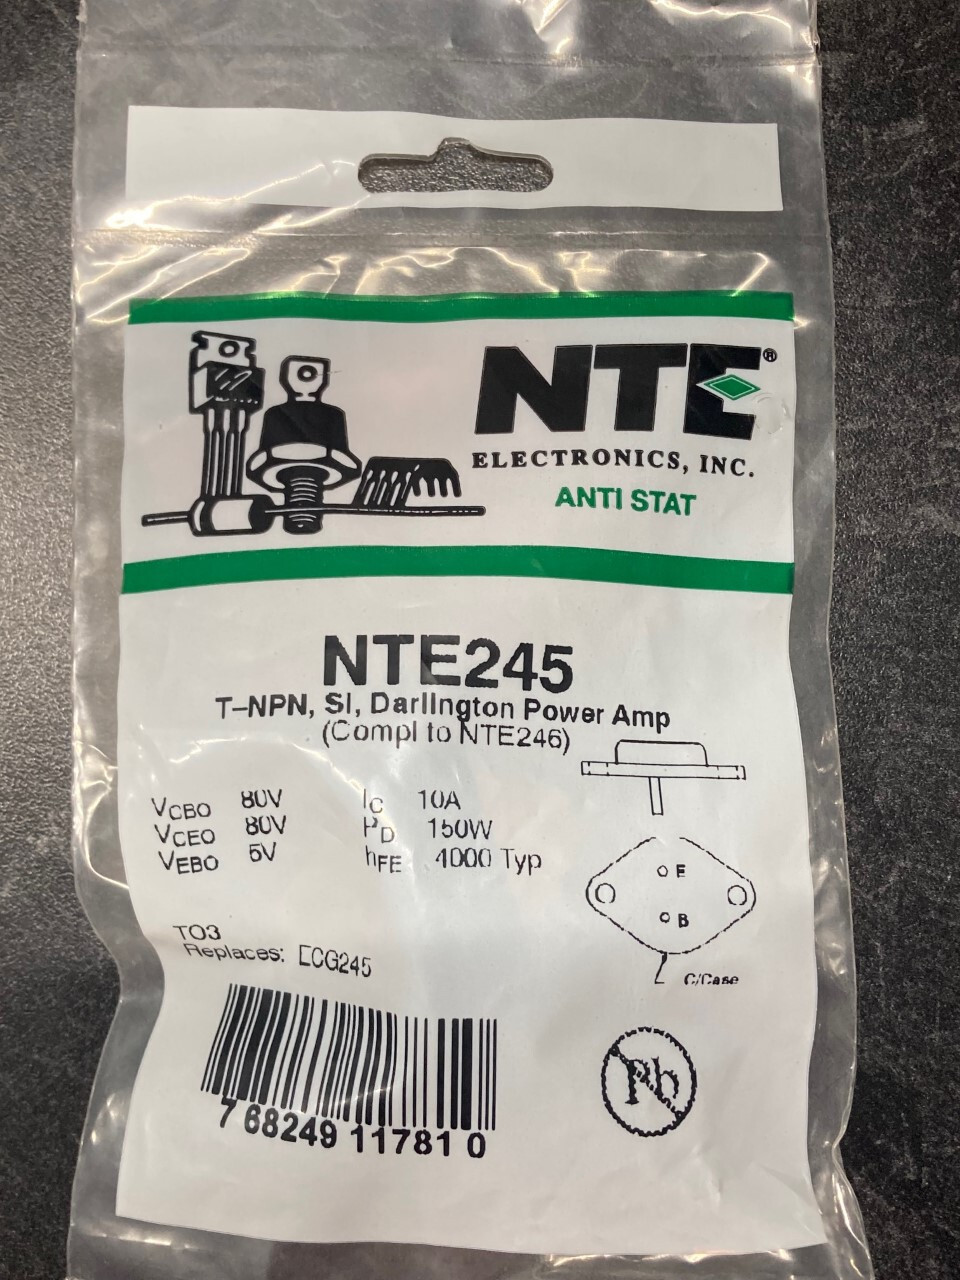 NTE®
ELECTRONICS, INC.
ANTI STAT
NTE245
T–NPN, SI, Darlington Power Amp
(Compl to NTE246)
VCBO 80V IC 10A
VCEO 80V PD 150W
VEBO 5V hFE 4000 Typ
E
B
C/Case
TO3
Replaces: ECG245
7 68249 11781 0
Pb